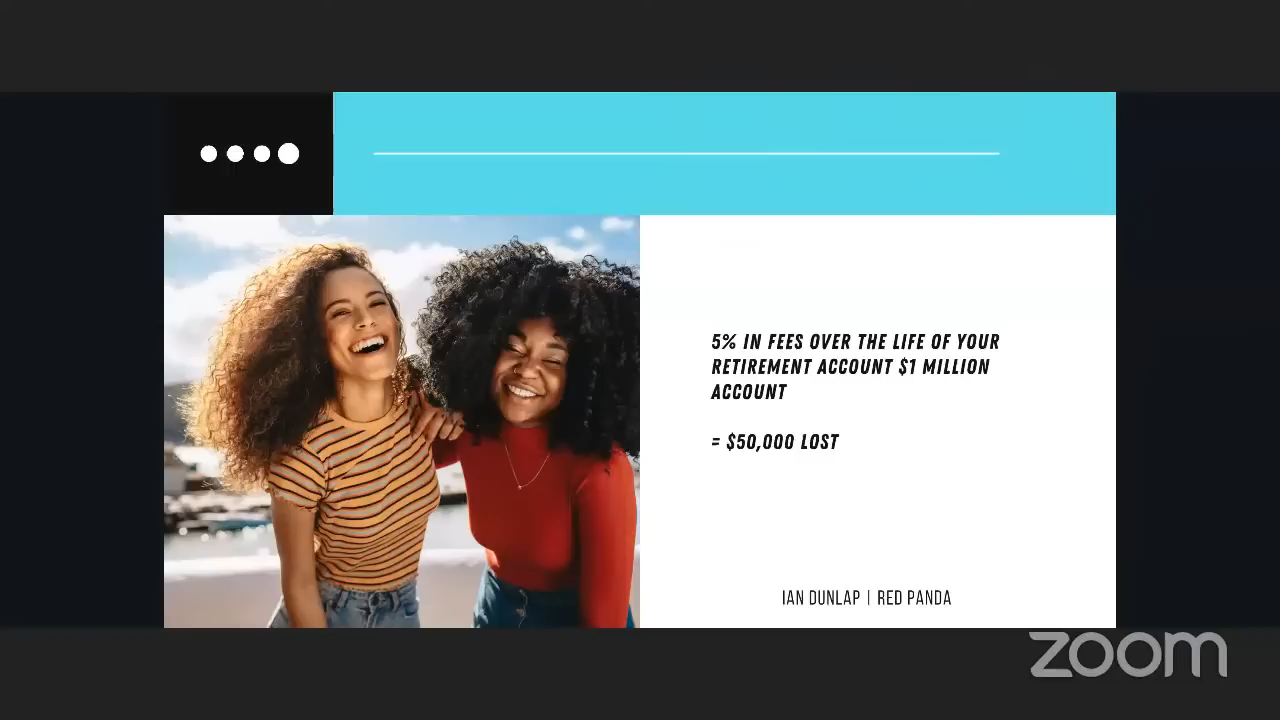 5% IN FEES OVER THE LIFE OF YOUR
RETIREMENT ACCOUNT $1 MILLION
ACCOUNT
= $50,000 LOST
IAN DUNLAP | RED PANDA
zoom